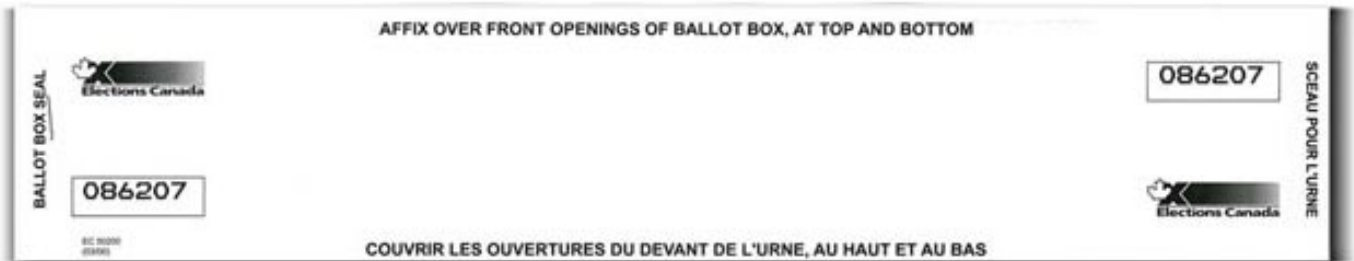 AFFIX OVER FRONT OPENINGS OF BALLOT BOX, AT TOP AND BOTTOM
BALLOT BOX SEAL
Elections Canada
086207
086207
Elections Canada
SCEAU POUR L'URNE
COUVRIR LES OUVERTURES DU DEVANT DE L'URNE, AU HAUT ET AU BAS